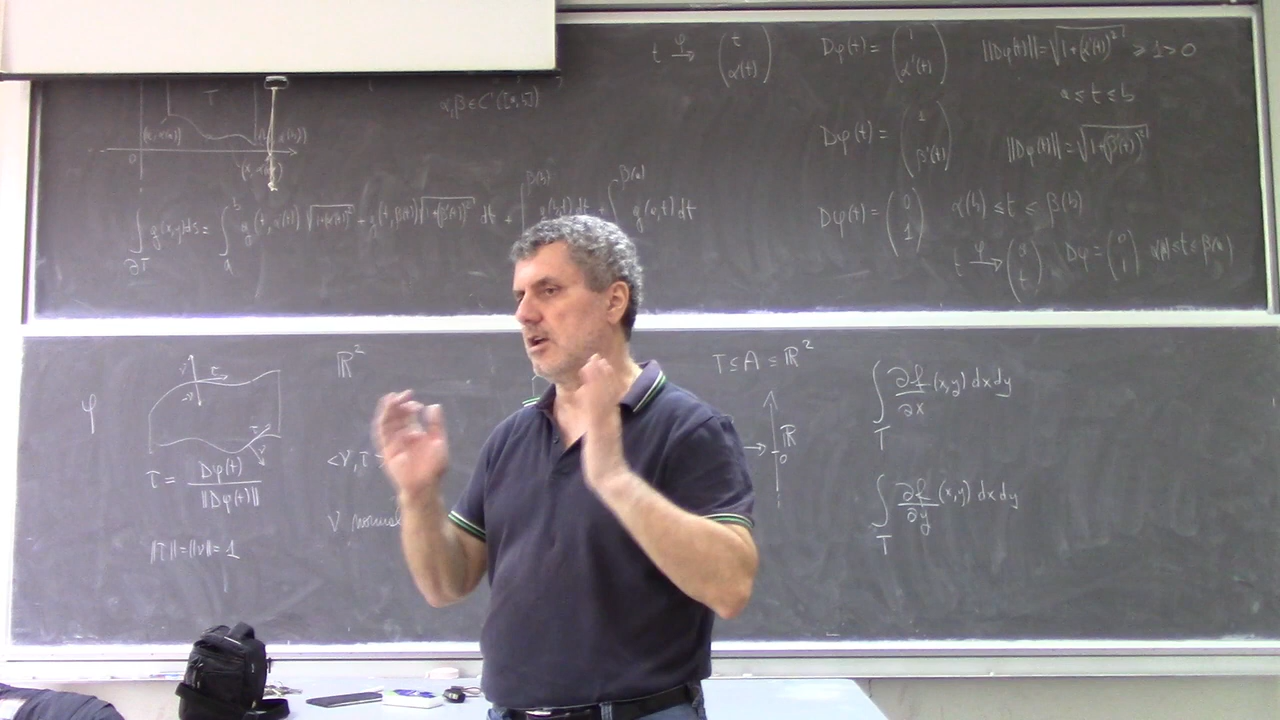 t →^φ (t α(t)) Dφ(t) = (1 α'(t)) ||Dφ(t)|| = √(1+(α'(t))²) ≥ 1 > 0
a ≤ t ≤ b
T
α,β ∈ C'([a,b])
(a, α(a))
0
Dφ(t) = (1 β'(t)) ||Dφ(t)|| = √(1+(β'(t))²)
∫_∂T g(x,y) ds = ∫_a^b g(t, α(t)) √(1+(α'(t))²) + g(t, β(t)) √(1+(β'(t))²) dt +
Dφ(t) = (0 1) α(b) ≤ t ≤ β(b)
t →^φ (a t) Dφ = (0 1) α(a) ≤ t ≤ β(a)
φ
ν τ
-ν
τ
ν
ℝ²
T ⊆ A ⊆ ℝ²
→ ℝ
0
∫_T ∂f/∂x (x,y) dx dy
τ = Dφ(t) / ||Dφ(t)||
<ν, τ
ν normal
∫_T ∂f/∂y (x,y) dx dy
||τ|| = ||ν|| = 1